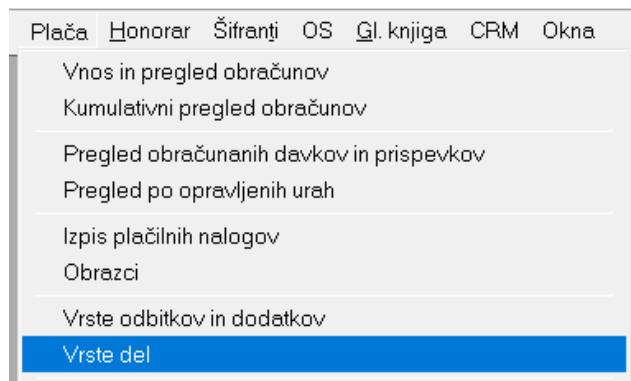 Plača Honorar Šifranti OS Gl. knjiga CRM Okna
Vnos in pregled obračunov
Kumulativni pregled obračunov
Pregled obračunanih davkov in prispevkov
Pregled po opravljenih urah
Izpis plačilnih nalogov
Obrazci
Vrste odbitkov in dodatkov
Vrste del